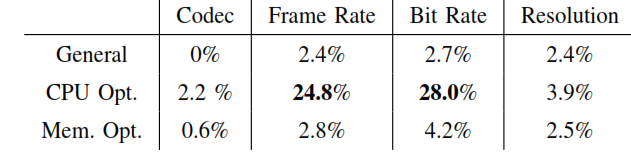 Codec Frame Rate Bit Rate Resolution
General 0% 2.4% 2.7% 2.4%
CPU Opt. 2.2 % 24.8% 28.0% 3.9%
Mem. Opt. 0.6% 2.8% 4.2% 2.5%